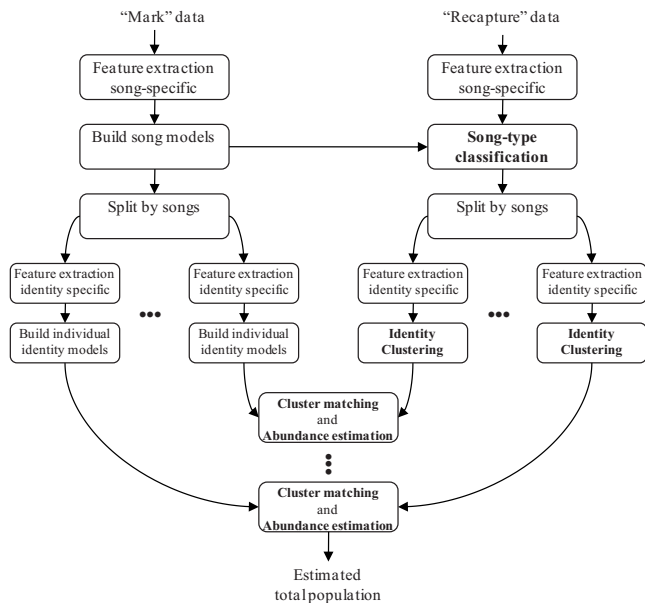 “Mark” data
“Recapture” data
Feature extraction
song-specific
Feature extraction
song-specific
Build song models
Song-type
classification
Split by songs
Split by songs
Feature extraction
identity specific
Feature extraction
identity specific
Feature extraction
identity specific
Feature extraction
identity specific
•••
•••
Build individual
identity models
Build individual
identity models
Identity
Clustering
Identity
Clustering
Cluster matching
and
Abundance estimation
Cluster matching
and
Abundance estimation
Estimated
total population